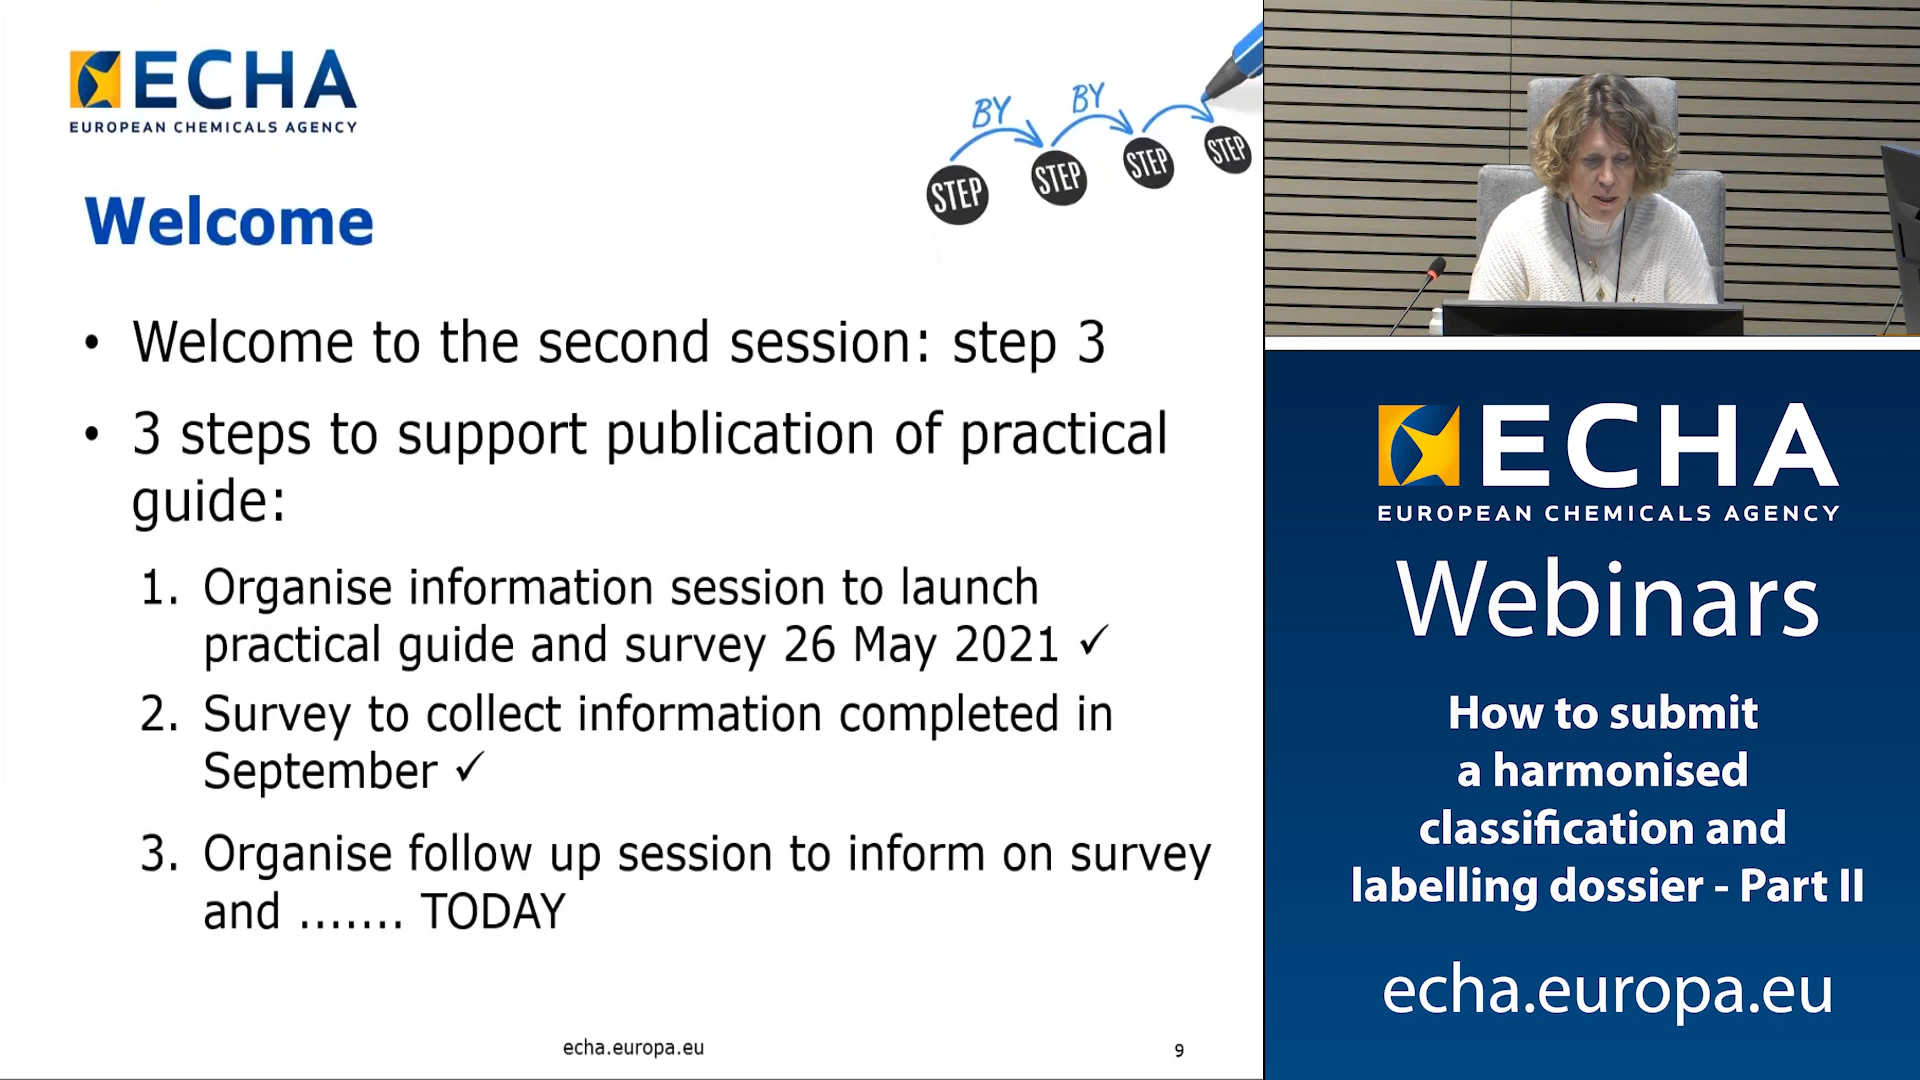 ECHA
EUROPEAN CHEMICALS AGENCY
BY BY
STEP STEP STEP STEP
Welcome
• Welcome to the second session: step 3
• 3 steps to support publication of practical
guide:
1. Organise information session to launch
practical guide and survey 26 May 2021 ✓
2. Survey to collect information completed in
September ✓
3. Organise follow up session to inform on survey
and ....... TODAY
echa.europa.eu
9
ECHA
EUROPEAN CHEMICALS AGENCY
Webinars
How to submit
a harmonised
classification and
labelling dossier - Part II
echa.europa.eu